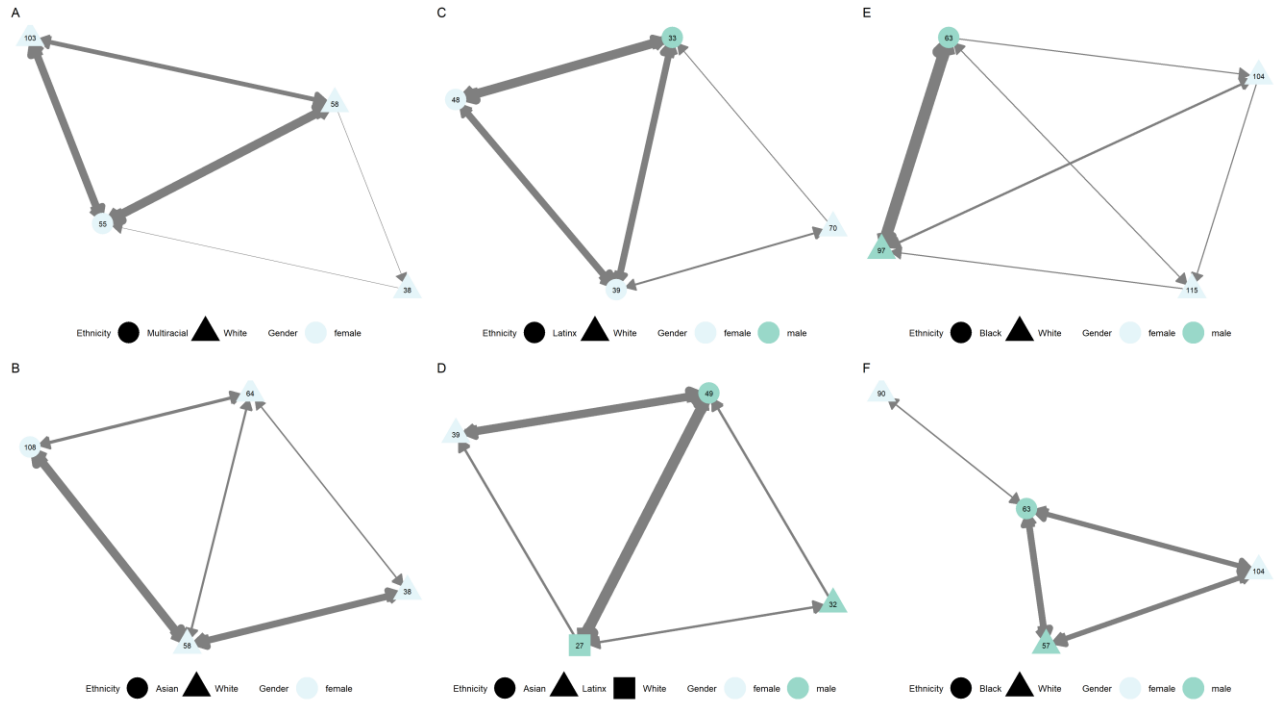 A
103
58
55
38
Ethnicity Multiracial White Gender female
B
64
108
38
58
Ethnicity Asian White Gender female
C
33
48
70
39
Ethnicity Latinx White Gender female male
D
49
39
32
27
Ethnicity Asian Latinx White Gender female male
E
63
104
97
115
Ethnicity Black White Gender female male
F
90
63
104
57
Ethnicity Black White Gender female male